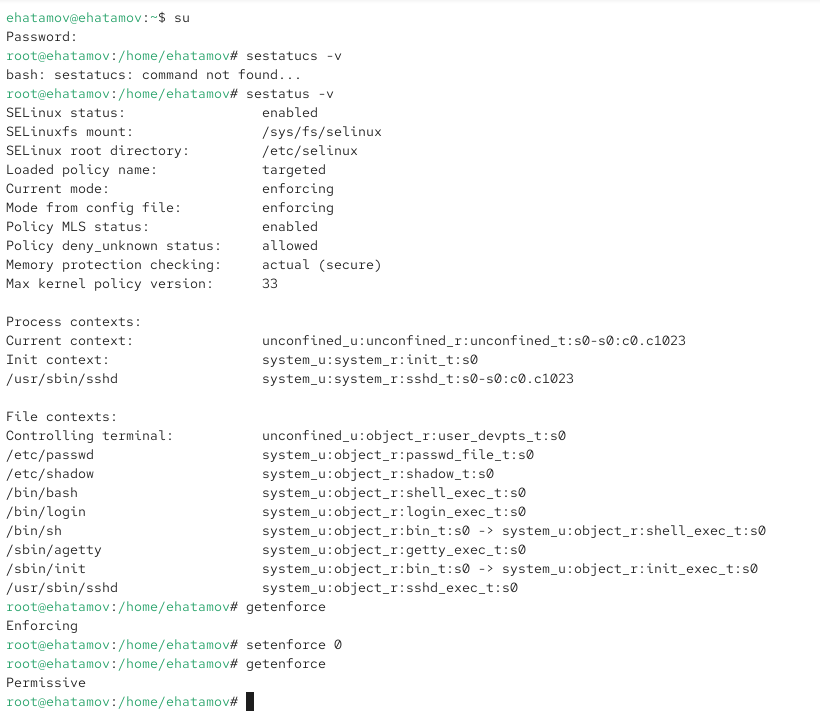 ehatamov@ehatamov:~$ su
Password:
root@ehatamov:/home/ehatamov# sestatucs -v
bash: sestatucs: command not found...
root@ehatamov:/home/ehatamov# sestatus -v
SELinux status:                 enabled
SELinuxfs mount:                /sys/fs/selinux
SELinux root directory:         /etc/selinux
Loaded policy name:             targeted
Current mode:                   enforcing
Mode from config file:          enforcing
Policy MLS status:              enabled
Policy deny_unknown status:     allowed
Memory protection checking:     actual (secure)
Max kernel policy version:      33

Process contexts:
Current context:                unconfined_u:unconfined_r:unconfined_t:s0-s0:c0.c1023
Init context:                   system_u:system_r:init_t:s0
/usr/sbin/sshd                  system_u:system_r:sshd_t:s0-s0:c0.c1023

File contexts:
Controlling terminal:           unconfined_u:object_r:user_devpts_t:s0
/etc/passwd                     system_u:object_r:passwd_file_t:s0
/etc/shadow                     system_u:object_r:shadow_t:s0
/bin/bash                       system_u:object_r:shell_exec_t:s0
/bin/login                      system_u:object_r:login_exec_t:s0
/bin/sh                         system_u:object_r:bin_t:s0 -> system_u:object_r:shell_exec_t:s0
/sbin/agetty                    system_u:object_r:getty_exec_t:s0
/sbin/init                      system_u:object_r:bin_t:s0 -> system_u:object_r:init_exec_t:s0
/usr/sbin/sshd                  system_u:object_r:sshd_exec_t:s0
root@ehatamov:/home/ehatamov# getenforce
Enforcing
root@ehatamov:/home/ehatamov# setenforce 0
root@ehatamov:/home/ehatamov# getenforce
Permissive
root@ehatamov:/home/ehatamov#